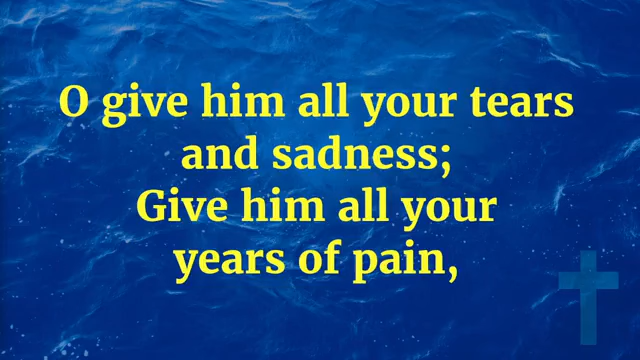 O give him all your tears
and sadness;
Give him all your
years of pain,